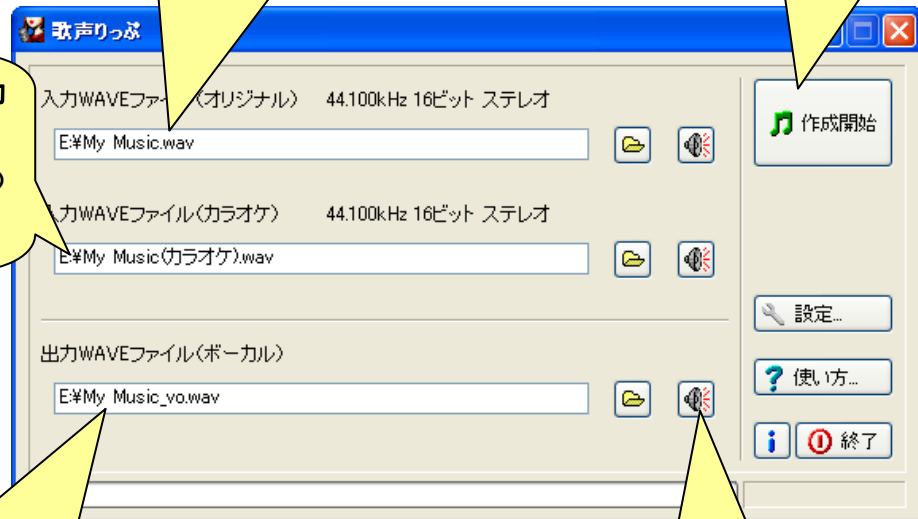 歌声りっぷ
入力WAVEファイル(オリジナル) 44.100kHz 16ビット ステレオ
E:¥My Music.wav
作成開始
力
の
入力WAVEファイル(カラオケ) 44.100kHz 16ビット ステレオ
E:¥My Music(カラオケ).wav
設定...
出力WAVEファイル(ボーカル)
使い方...
E:¥My Music_vo.wav
終了